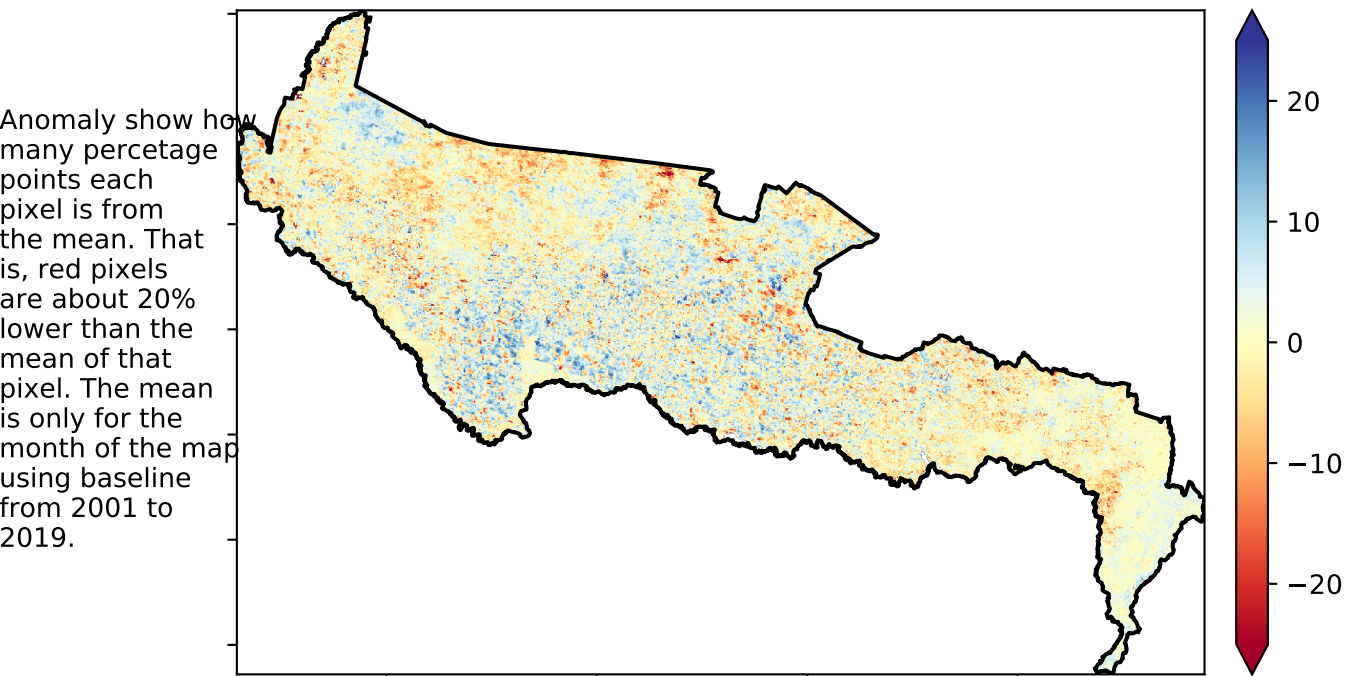 Anomaly show how
many percetage
points each
pixel is from
the mean. That
is, red pixels
are about 20%
lower than the
mean of that
pixel. The mean
is only for the
month of the map
using baseline
from 2001 to
2019.
20
10
0
−10
−20